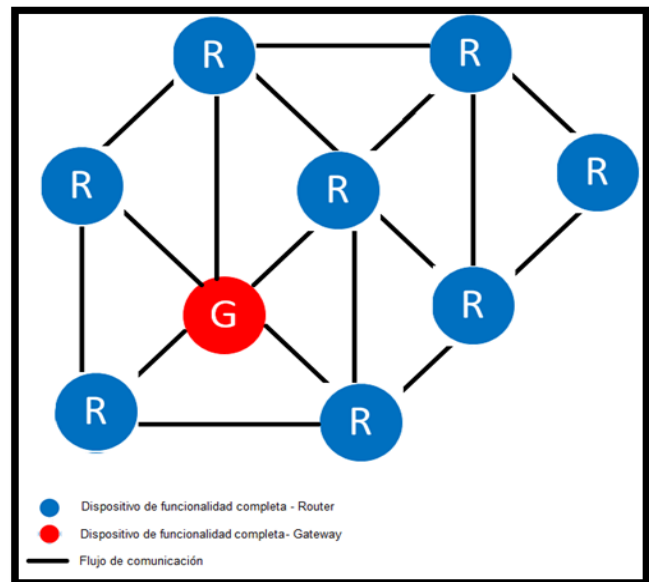 R
R
R
R
R
G
R
R
R
Dispositivo de funcionalidad completa - Router
Dispositivo de funcionalidad completa- Gateway
Flujo de comunicación